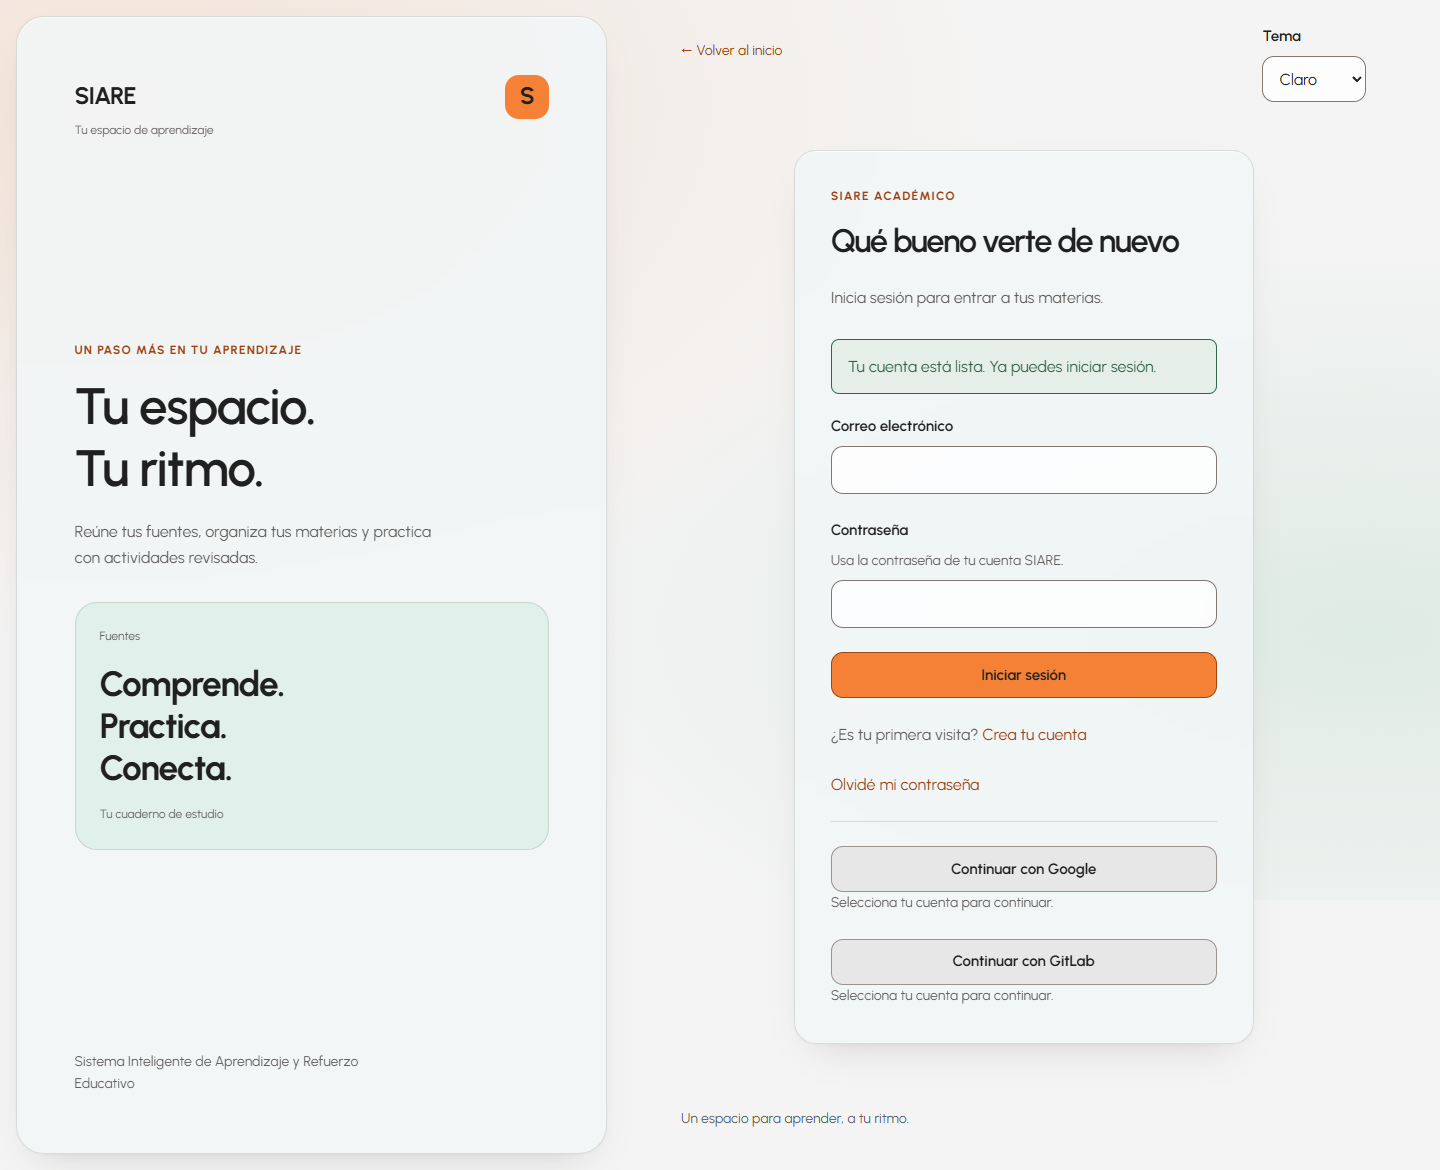 SIARE
S
Tu espacio de aprendizaje
UN PASO MÁS EN TU APRENDIZAJE
Tu espacio.
Tu ritmo.
Reúne tus fuentes, organiza tus materias y practica
con actividades revisadas.
Fuentes
Comprende.
Practica.
Conecta.
Tu cuaderno de estudio
Sistema Inteligente de Aprendizaje y Refuerzo
Educativo
← Volver al inicio
Tema
Claro
SIARE ACADÉMICO
Qué bueno verte de nuevo
Inicia sesión para entrar a tus materias.
Tu cuenta está lista. Ya puedes iniciar sesión.
Correo electrónico
Contraseña
Usa la contraseña de tu cuenta SIARE.
Iniciar sesión
¿Es tu primera visita? Crea tu cuenta
Olvidé mi contraseña
Continuar con Google
Selecciona tu cuenta para continuar.
Continuar con GitLab
Selecciona tu cuenta para continuar.
Un espacio para aprender, a tu ritmo.